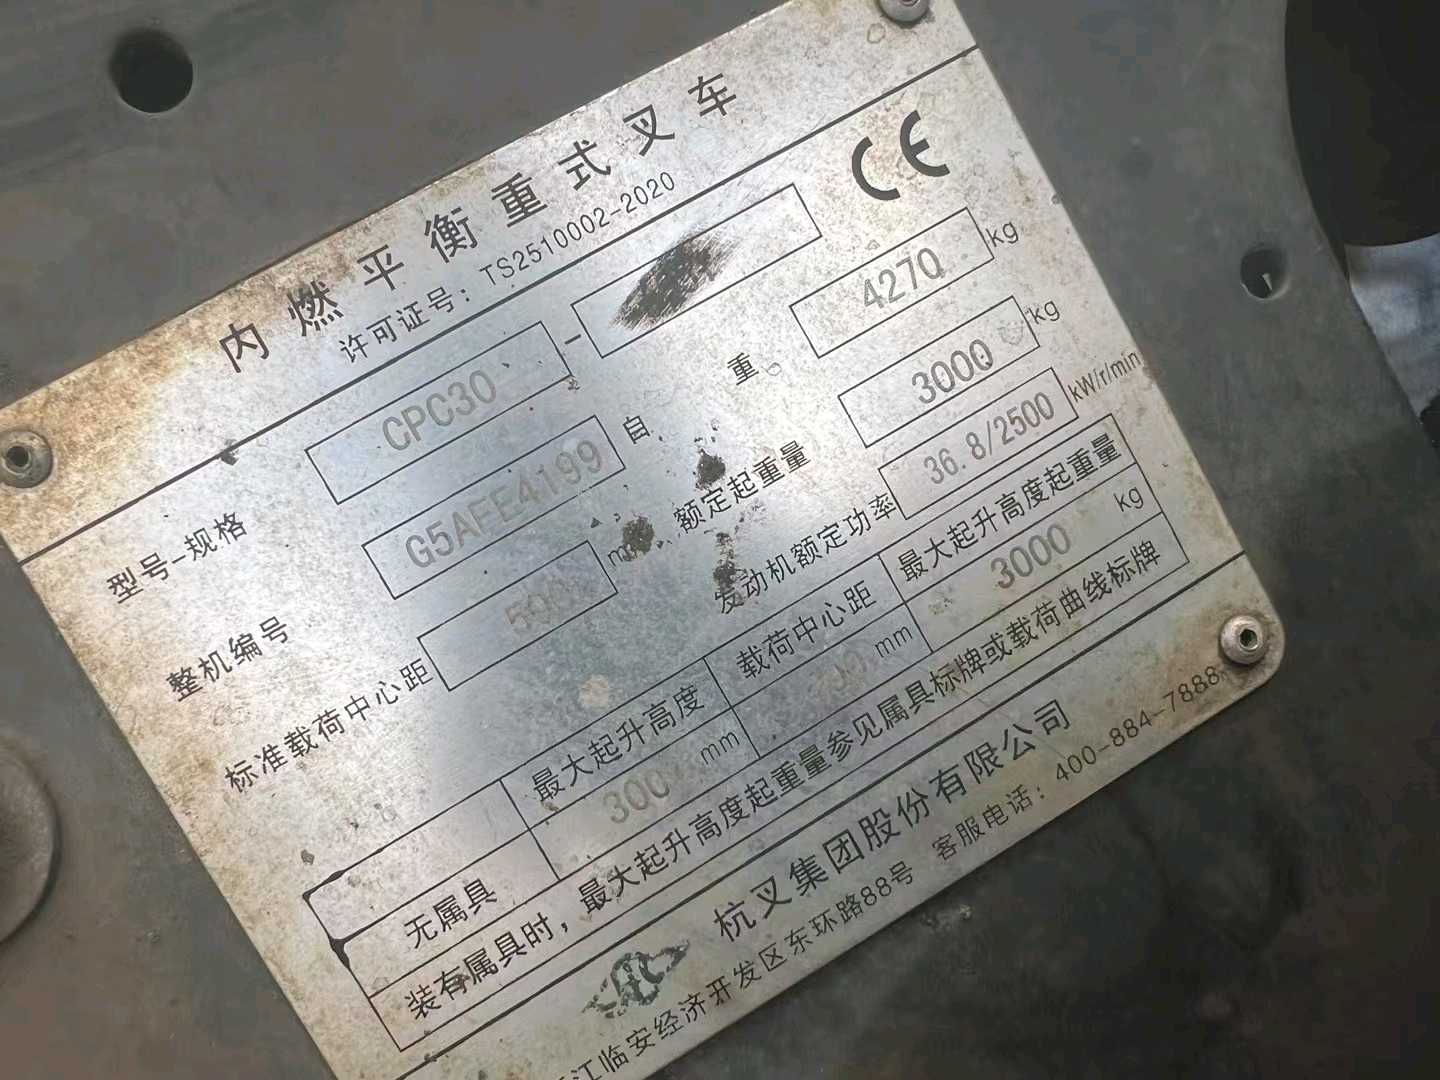 内燃平衡重式叉车
许可证号：TS2510002-2020
CE
型号-规格 CPC30 -
整机编号 G5AFE4199 自重 4270 kg
标准载荷中心距 500 mm 额定起重量 3000 kg
发动机额定功率 36.8/2500 kW/r/min
最大起升高度 载荷中心距 最大起升高度起重量
无属具 3000 mm mm 3000 kg
装有属具时，最大起升高度起重量参见属具标牌或载荷曲线标牌
杭叉集团股份有限公司
江临安经济开发区东环路88号 客服电话：400-884-7888